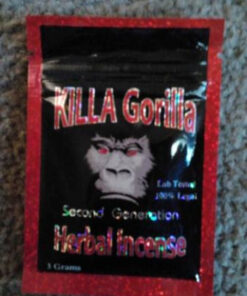 KILLA Gorilla
Lab Tested
100% Legal
Second Generation
Herbal incense
3 Grams